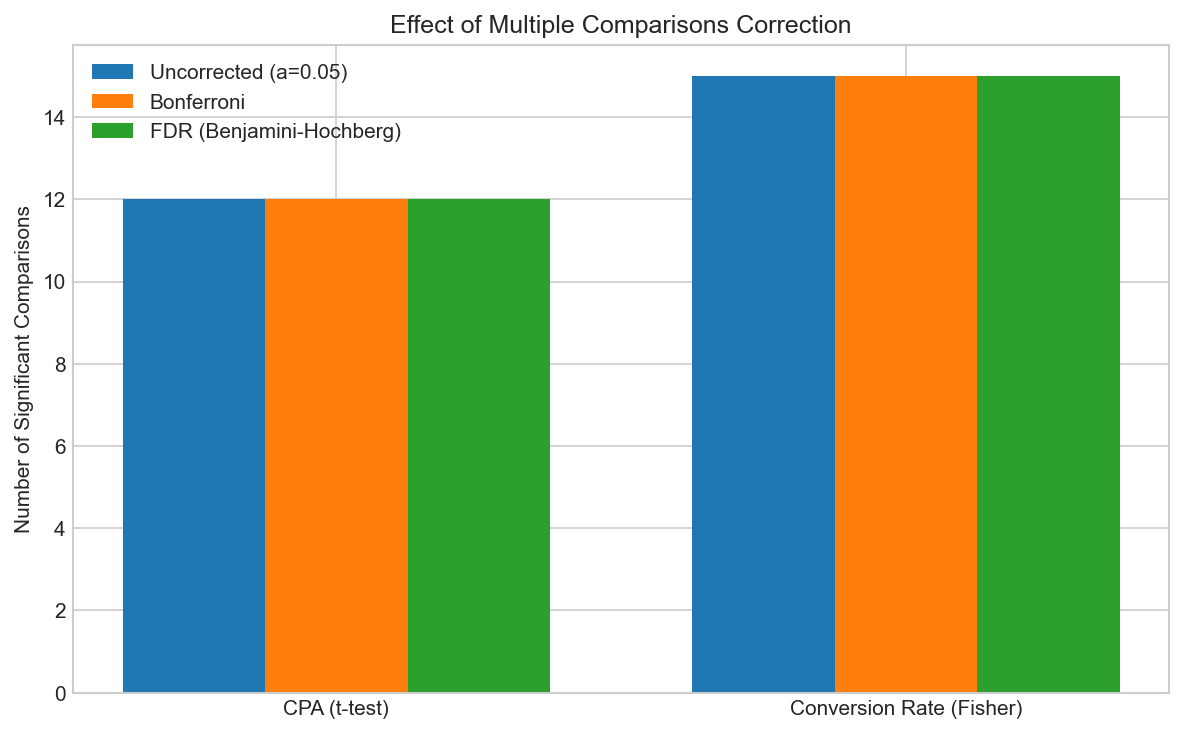 Effect of Multiple Comparisons Correction
Uncorrected (a=0.05)
Bonferroni
FDR (Benjamini-Hochberg)
Number of Significant Comparisons
14
12
10
8
6
4
2
0
CPA (t-test)
Conversion Rate (Fisher)